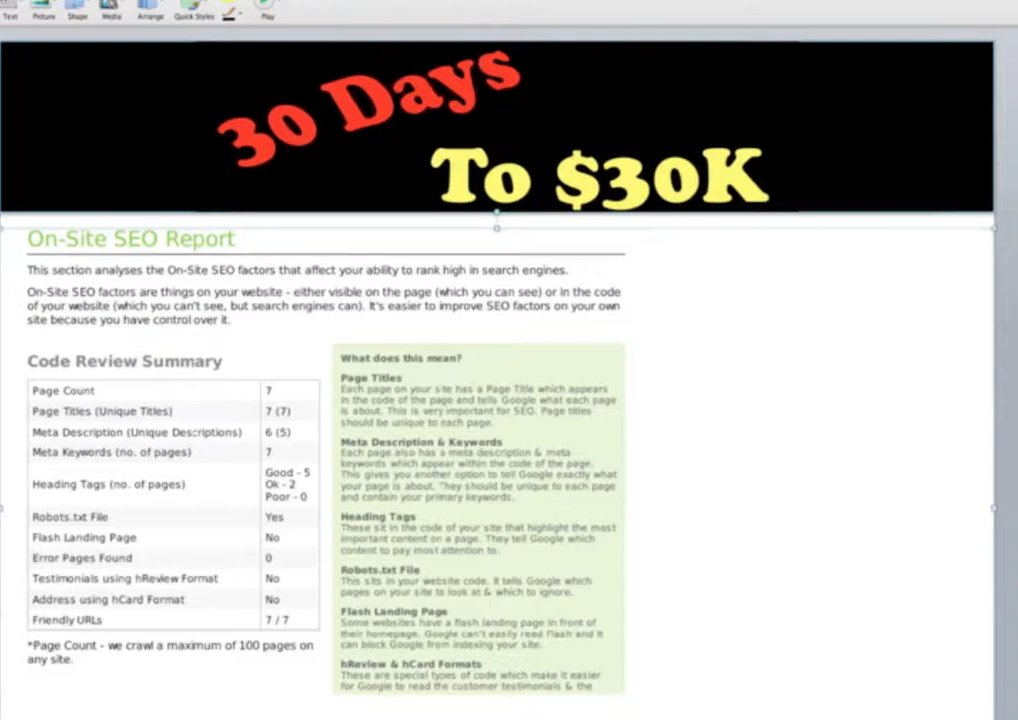 Text Picture Shape Media Arrange Quick Styles Play
30 Days
To $30K
On-Site SEO Report
This section analyses the On-Site SEO factors that affect your ability to rank high in search engines.
On-Site SEO factors are things on your website - either visible on the page (which you can see) or in the code
of your website (which you can't see, but search engines can). It's easier to improve SEO factors on your own
site because you have control over it.
Code Review Summary
Page Count 7
Page Titles (Unique Titles) 7 (7)
Meta Description (Unique Descriptions) 6 (5)
Meta Keywords (no. of pages) 7
Heading Tags (no. of pages) Good - 5
Ok - 2
Poor - 0
Robots.txt File Yes
Flash Landing Page No
Error Pages Found 0
Testimonials using hReview Format No
Address using hCard Format No
Friendly URLs 7 / 7
*Page Count - we crawl a maximum of 100 pages on
any site.
What does this mean?
Page Titles
Each page on your site has a Page Title which appears
in the code of the page and tells Google what each page
is about. This is very important for SEO. Page titles
should be unique to each page.
Meta Description & Keywords
Each page also has a meta description & meta
keywords which appear within the code of the page.
This gives you another option to tell Google exactly what
your page is about. They should be unique to each page
and contain your primary keywords.
Heading Tags
These sit in the code of your site that highlight the most
important content on a page. They tell Google which
content to pay most attention to.
Robots.txt File
This sits in your website code. It tells Google which
pages on your site to look at & which to ignore.
Flash Landing Page
Some websites have a flash landing page in front of
their homepage. Google can't easily read Flash and it
can block Google from indexing your site.
hReview & hCard Formats
These are special types of code which make it easier
for Google to read the customer testimonials & the